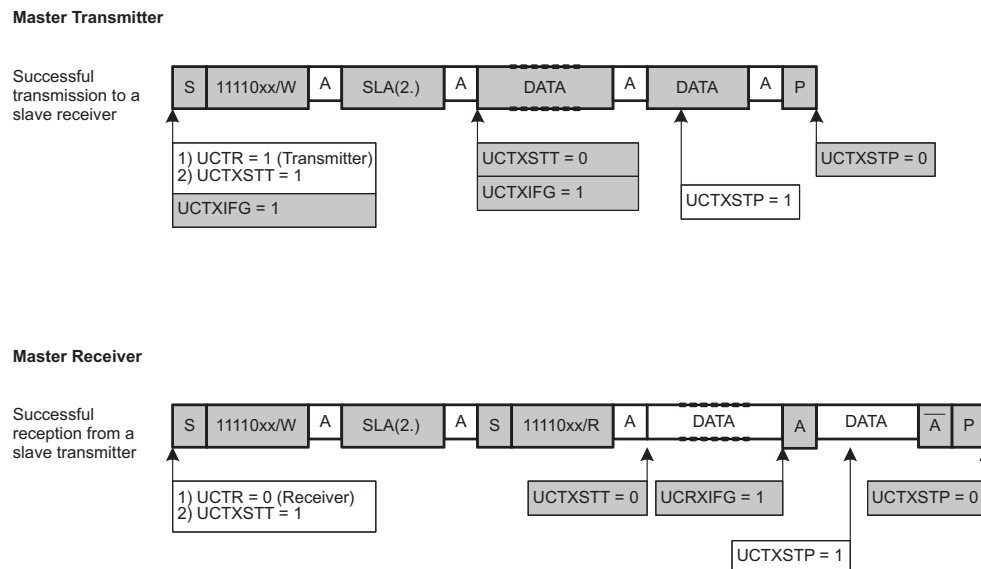 Master Transmitter
Successful
transmission to a
slave receiver
S 11110xx/W A SLA(2.) A DATA A DATA A P
1) UCTR = 1 (Transmitter)
2) UCTXSTT = 1
UCTXIFG = 1
UCTXSTT = 0
UCTXIFG = 1
UCTXSTP = 1
UCTXSTP = 0
Master Receiver
Successful
reception from a
slave transmitter
S 11110xx/W A SLA(2.) A S 11110xx/R A DATA A DATA A̅ P
1) UCTR = 0 (Receiver)
2) UCTXSTT = 1
UCTXSTT = 0
UCRXIFG = 1
UCTXSTP = 1
UCTXSTP = 0